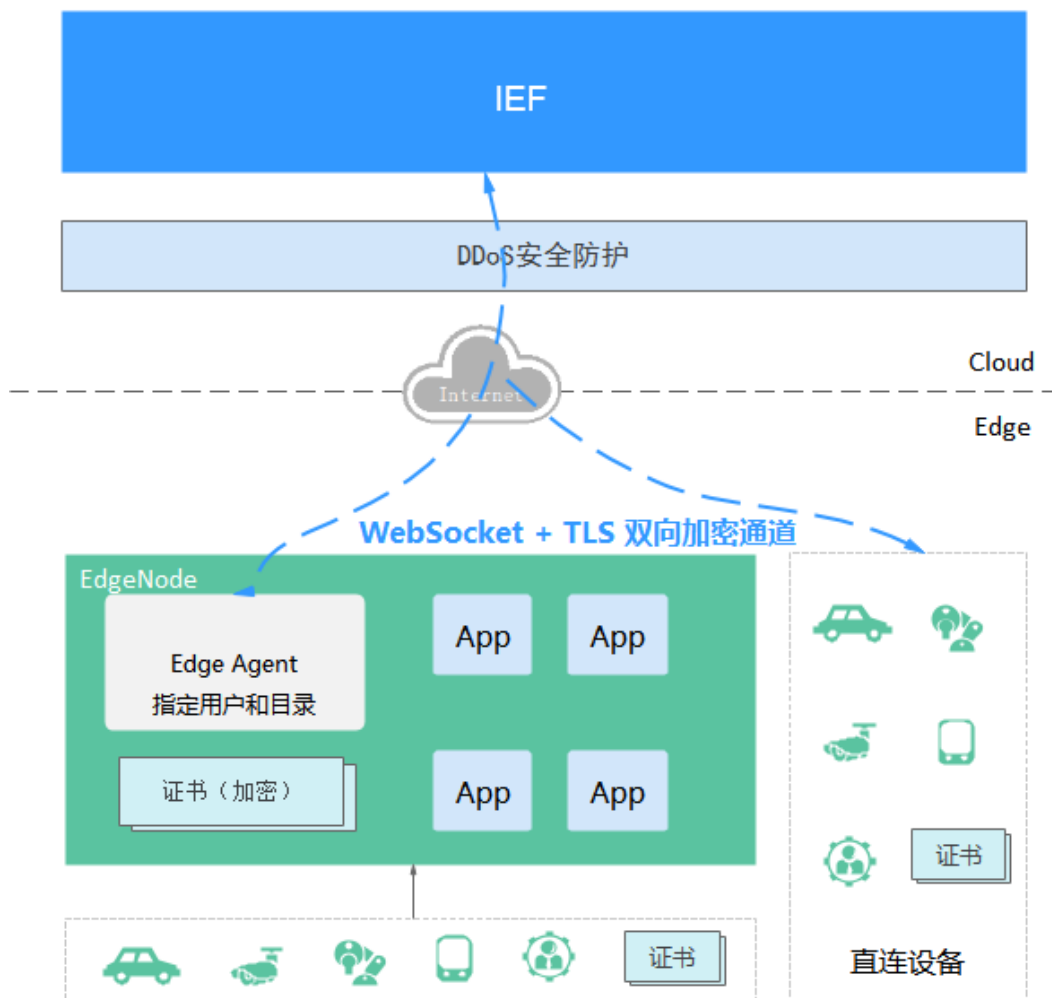 IEF
DDoS安全防护
Internet
Cloud
Edge
WebSocket + TLS 双向加密通道
EdgeNode
Edge Agent
指定用户和目录
App
App
证书（加密）
App
App
证书
直连设备
证书